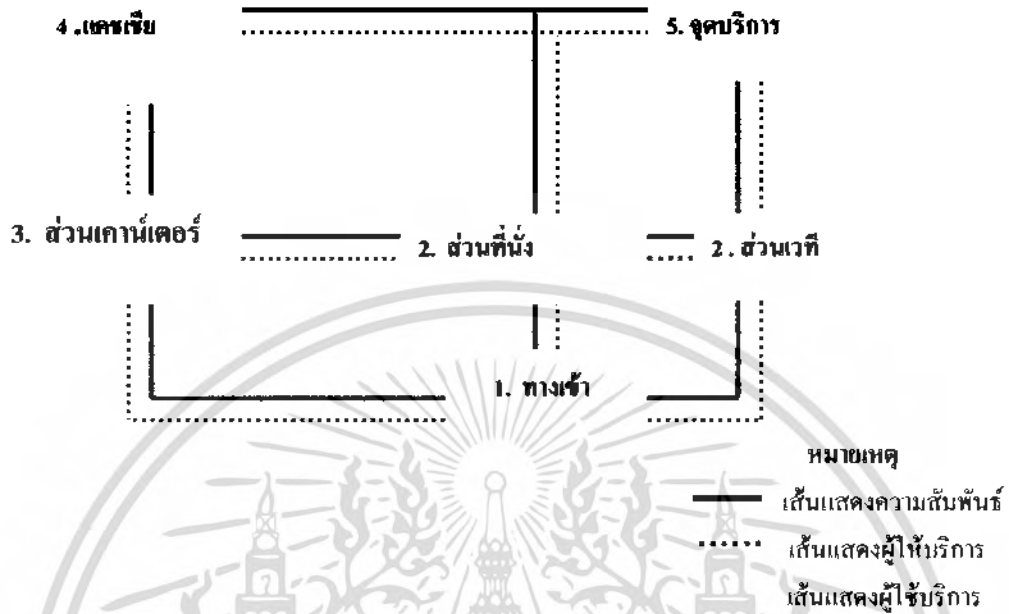 4 .แคชเชีย
5. จุดบริการ
3. ส่วนเคาน์เตอร์
2. ส่วนที่นั่ง
2. ส่วนเวที
1. ทางเข้า
หมายเหตุ
เส้นแสดงความสัมพันธ์
เส้นแสดงผู้ให้บริการ
เส้นแสดงผู้ใช้บริการ